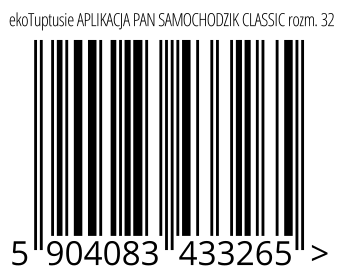 ekoTuptusie APLIKACJA PAN SAMOCHODZIK CLASSIC rozm. 32
5 904083 433265 >